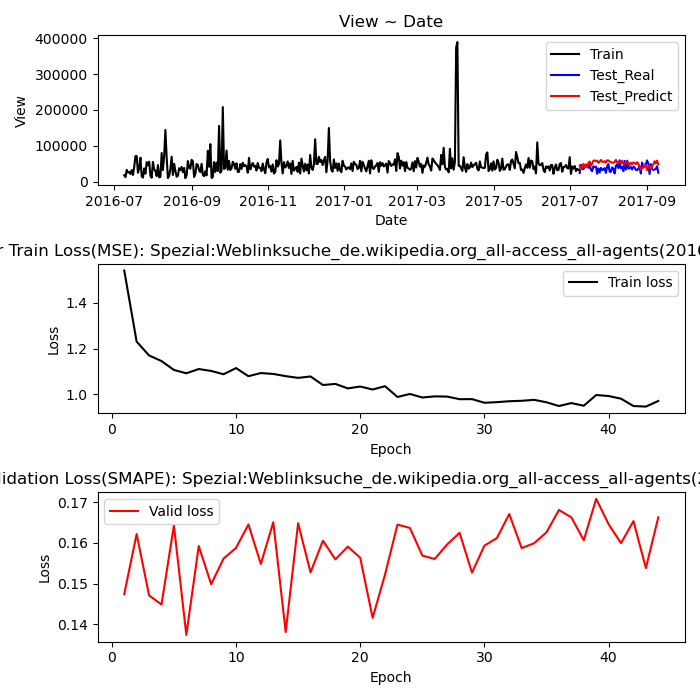 View ~ Date
400000
300000
200000
100000
0
View
Train
Test_Real
Test_Predict
2016-07 2016-09 2016-11 2017-01 2017-03 2017-05 2017-07 2017-09
Date
r Train Loss(MSE): Spezial:Weblinksuche_de.wikipedia.org_all-access_all-agents(2016
1.4
1.2
1.0
Loss
Train loss
0 10 20 30 40
Epoch
lidation Loss(SMAPE): Spezial:Weblinksuche_de.wikipedia.org_all-access_all-agents(2
0.17
0.16
0.15
0.14
Loss
Valid loss
0 10 20 30 40
Epoch